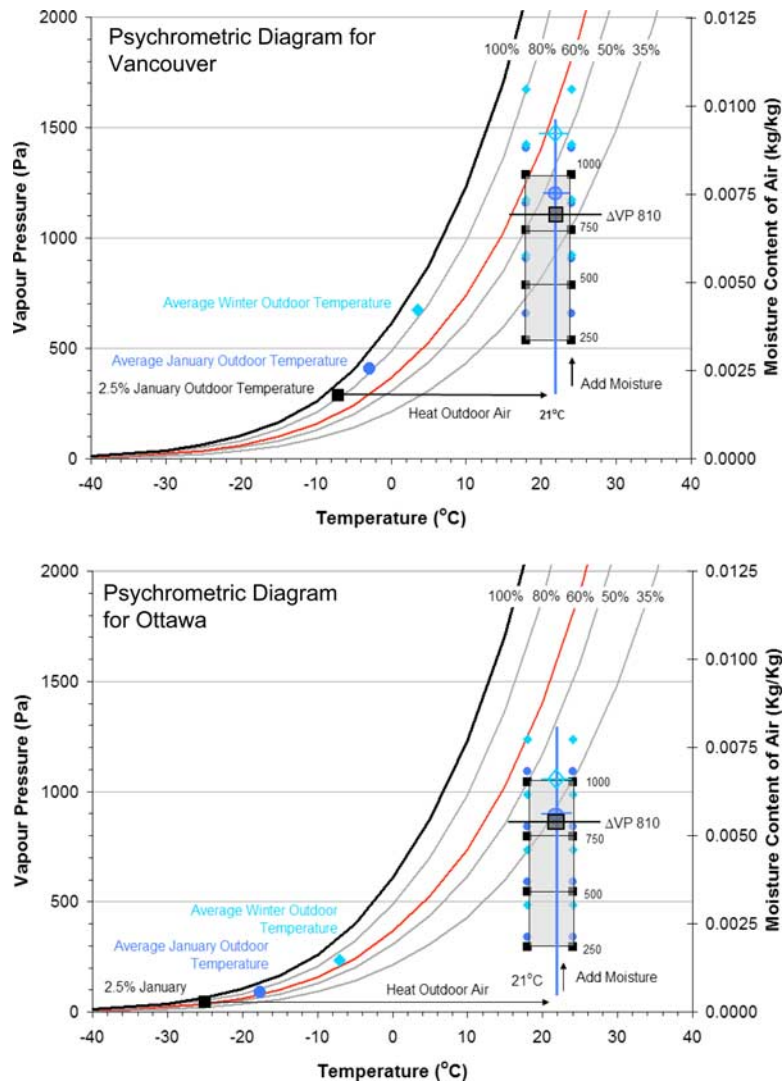 Psychrometric Diagram for
Vancouver
2000
1500
1000
500
0
Vapour Pressure (Pa)
100% 80% 60% 50% 35%
1000
750
500
250
ΔVP 810
Average Winter Outdoor Temperature
Average January Outdoor Temperature
2.5% January Outdoor Temperature
Heat Outdoor Air
21°C
Add Moisture
0.0125
0.0100
0.0075
0.0050
0.0025
0.0000
Moisture Content of Air (kg/kg)
-40 -30 -20 -10 0 10 20 30 40
Temperature (°C)
Psychrometric Diagram
for Ottawa
2000
1500
1000
500
0
Vapour Pressure (Pa)
100% 80% 60% 50% 35%
1000
750
500
250
ΔVP 810
Average Winter Outdoor
Temperature
Average January Outdoor
Temperature
2.5% January
Heat Outdoor Air
21°C
Add Moisture
0.0125
0.0100
0.0075
0.0050
0.0025
0.0000
Moisture Content of Air (Kg/Kg)
-40 -30 -20 -10 0 10 20 30 40
Temperature (°C)